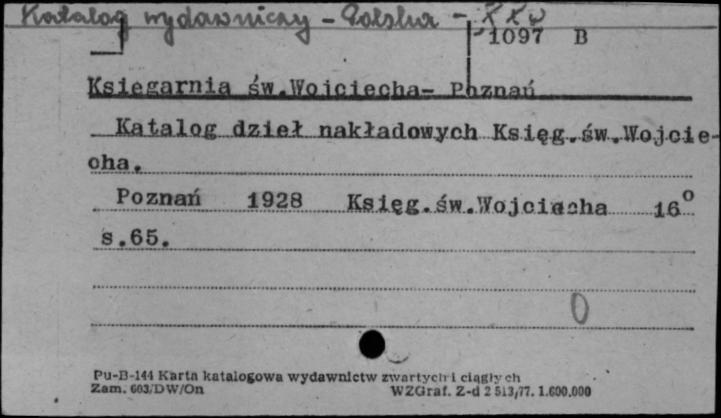 Katalog wydawniczy - Polska - XX w
1097 B
Księgarnia św.Wojciecha- Poznań
Katalog dzieł nakładowych Księg.św.Wojcie-
cha.
Poznań 1928 Księg.św.Wojciecha 16°
s.65.
0
Pu-B-144 Karta katalogowa wydawnictw zwartych i ciągłych
Zam. 603/DW/On WZGraf. Z-d 2 513/77. 1.600.000